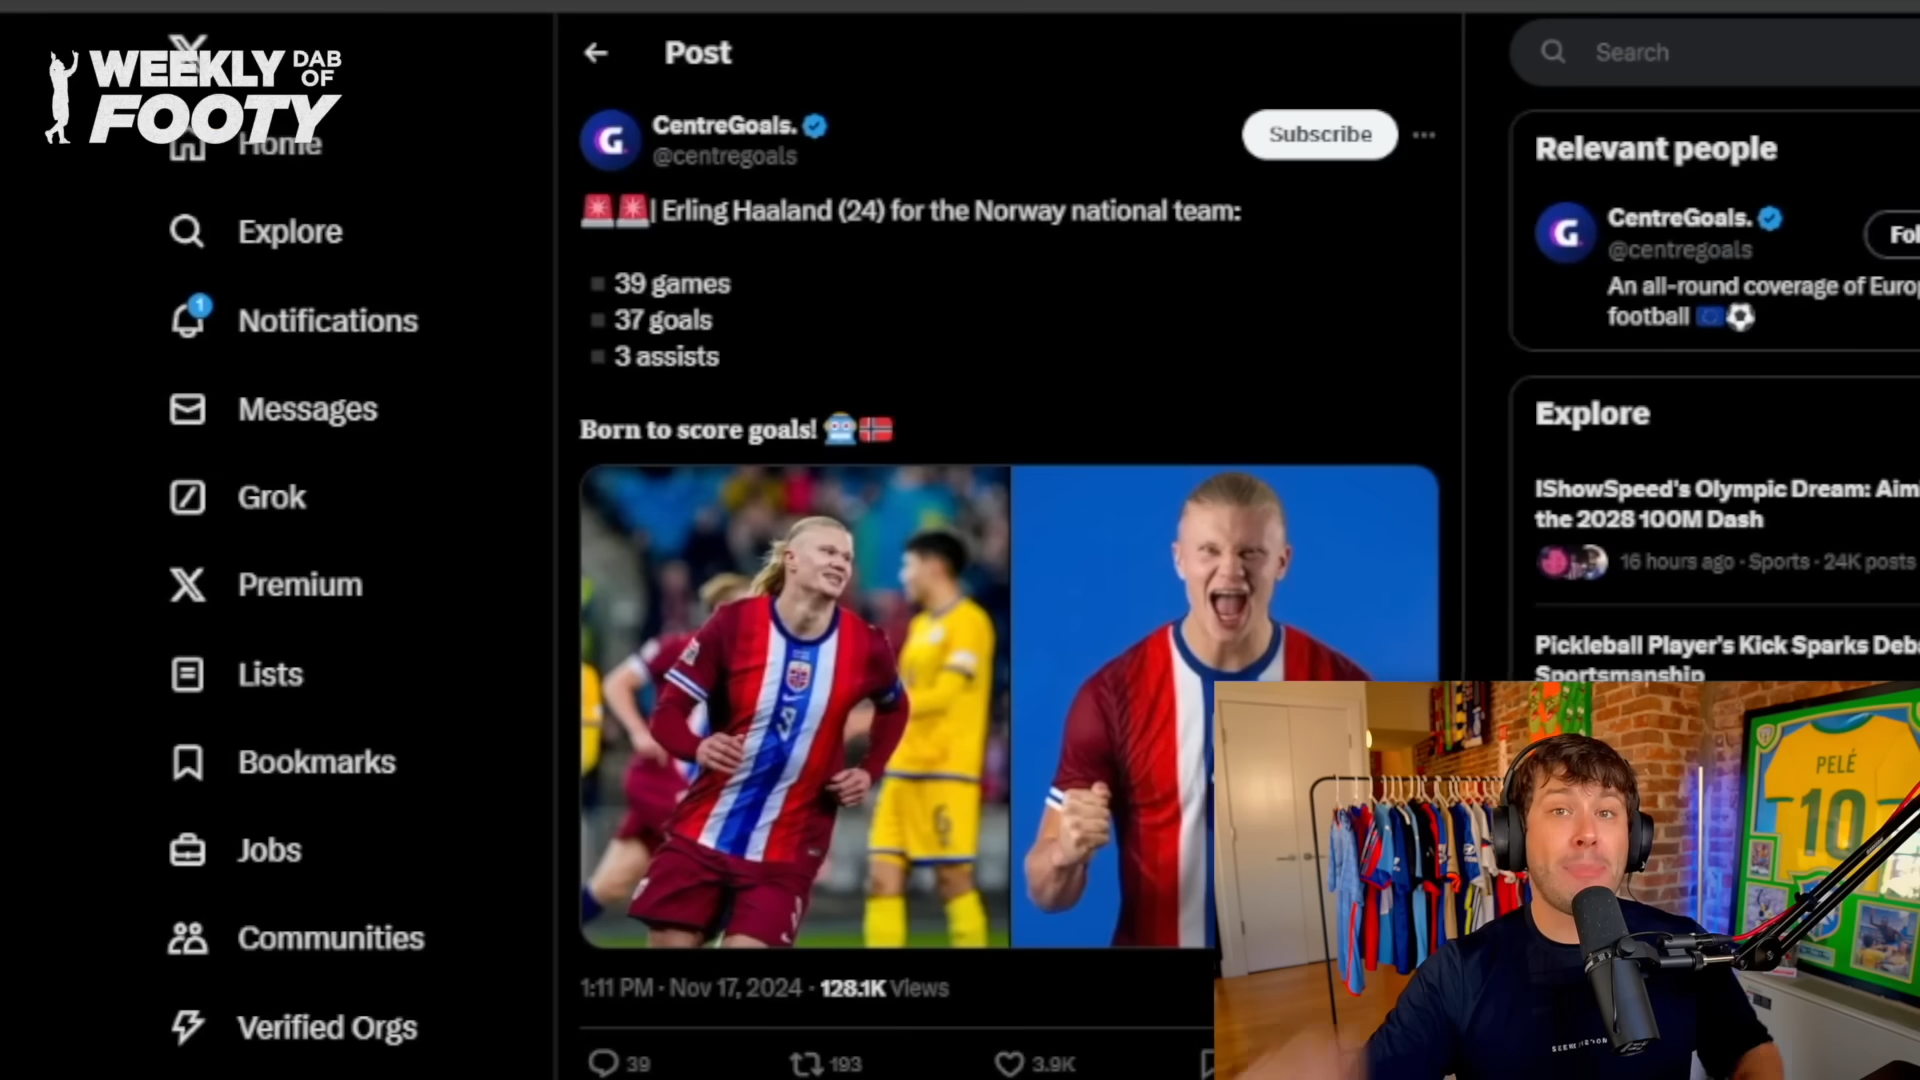 WEEKLY DAB
OF
FOOTY
Home
Explore
1
Notifications
Messages
Grok
Premium
Lists
Bookmarks
Jobs
Communities
Verified Orgs
Post
CentreGoals.
@centregoals
Subscribe
🚨🚨| Erling Haaland (24) for the Norway national team:
◾ 39 games
◾ 37 goals
◾ 3 assists
Born to score goals! 🤖🇳🇴
6
1:11 PM · Nov 17, 2024 · 128.1K Views
39 193 3.9K
Search
Relevant people
CentreGoals.
@centregoals
An all-round coverage of
football 🇪🇺⚽
Explore
IShowSpeed's Olympic Dream:
the 2028 100M Dash
16 hours ago · Sports · 24K posts
Pickleball Player's Kick Sparks
Sportsmanship
PELÉ
10